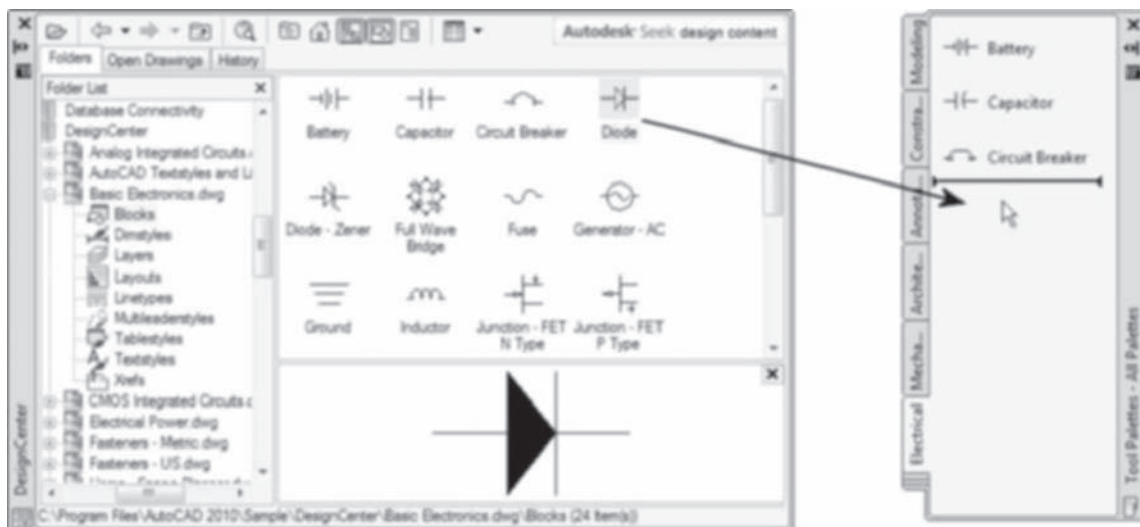 Autodesk Seek design content
Folders Open Drawings History
Folder List
Database Connectivity
DesignCenter
Analog Integrated Circuits.
AutoCAD Textstyles and Li
Basic Electronics.dwg
Blocks
Dimstyles
Layers
Layouts
Linetypes
Multileaderstyles
Tablestyles
Textstyles
Xrefs
CMOS Integrated Circuits.c
Electrical Power.dwg
Fasteners - Metric.dwg
Fasteners - US.dwg
Battery Capacitor Circuit Breaker Diode
Diode - Zener Full Wave Bridge Fuse Generator - AC
Ground Inductor Junction - FET N Type Junction - FET P Type
DesignCenter
C:\Program Files\AutoCAD 2010\Sample\DesignCenter\Basic Electronics.dwg\Blocks (24 Item(s))
Modeling
Constra...
Annota...
Archite...
Mecha...
Electrical
Battery
Capacitor
Circuit Breaker
Tool Palettes - All Palettes